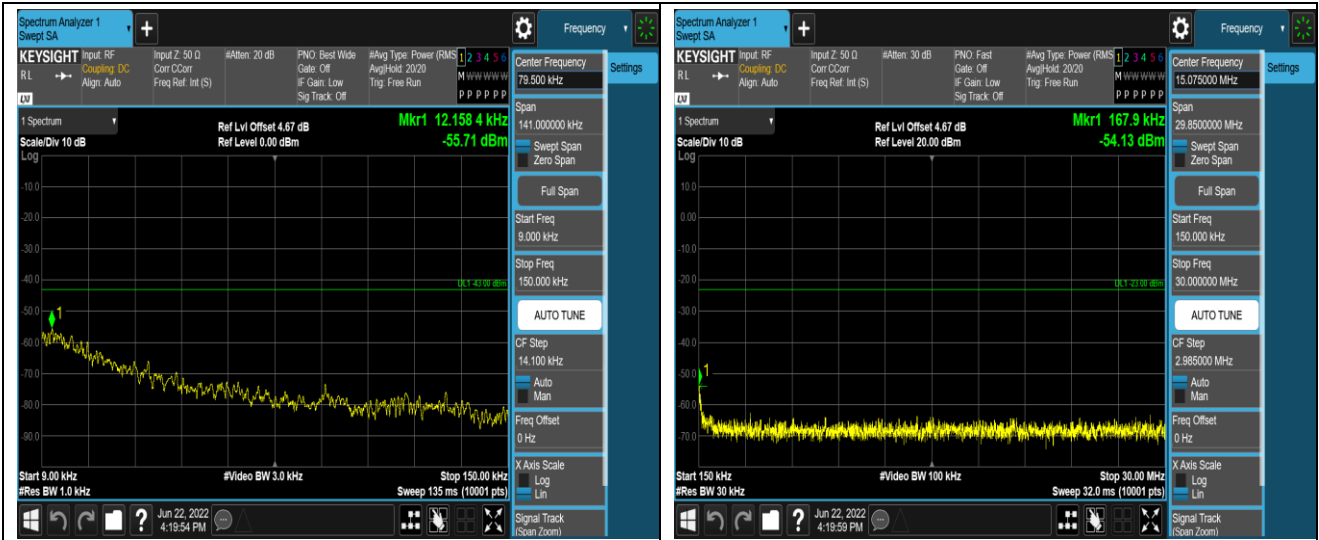 Spectrum Analyzer 1
Swept SA
+
Frequency
KEYSIGHT
Input: RF
Input Z: 50 Ω
#Atten: 20 dB
PNO: Best Wide
#Avg Type: Power (RMS
1 2 3 4 5 6
RL
Coupling: DC
Corr CCorr
Gate: Off
Avg|Hold: 20/20
M W W W W W
Align: Auto
Freq Ref: Int (S)
IF Gain: Low
Trig: Free Run
Sig Track: Off
P P P P P P
Center Frequency
79.500 kHz
Settings
1 Spectrum
Ref Lvl Offset 4.67 dB
Mkr1 12.158 4 kHz
Scale/Div 10 dB
Ref Level 0.00 dBm
-55.71 dBm
Log
-10.0
-20.0
-30.0
-40.0
DL1 -43.00 dBm
-50.0
1
-60.0
-70.0
-80.0
-90.0
Start 9.00 kHz
#Video BW 3.0 kHz
Stop 150.00 kHz
#Res BW 1.0 kHz
Sweep 135 ms (10001 pts)
Span
141.000000 kHz
Swept Span
Zero Span
Full Span
Start Freq
9.000 kHz
Stop Freq
150.000 kHz
AUTO TUNE
CF Step
14.100 kHz
Auto
Man
Freq Offset
0 Hz
X Axis Scale
Log
Lin
Signal Track
(Span Zoom)
?
Jun 22, 2022
4:19:54 PM
Spectrum Analyzer 1
Swept SA
+
Frequency
KEYSIGHT
Input: RF
Input Z: 50 Ω
#Atten: 30 dB
PNO: Fast
#Avg Type: Power (RMS
1 2 3 4 5 6
RL
Coupling: DC
Corr CCorr
Gate: Off
Avg|Hold: 20/20
M W W W W W
Align: Auto
Freq Ref: Int (S)
IF Gain: Low
Trig: Free Run
Sig Track: Off
P P P P P P
Center Frequency
15.075000 MHz
Settings
1 Spectrum
Ref Lvl Offset 4.67 dB
Mkr1 167.9 kHz
Scale/Div 10 dB
Ref Level 20.00 dBm
-54.13 dBm
Log
10.0
0.00
-10.0
-20.0
DL1 -23.00 dBm
-30.0
-40.0
-50.0
1
-60.0
-70.0
Start 150 kHz
#Video BW 100 kHz
Stop 30.00 MHz
#Res BW 30 kHz
Sweep 32.0 ms (10001 pts)
Span
29.8500000 MHz
Swept Span
Zero Span
Full Span
Start Freq
150.000 kHz
Stop Freq
30.000000 MHz
AUTO TUNE
CF Step
2.985000 MHz
Auto
Man
Freq Offset
0 Hz
X Axis Scale
Log
Lin
Signal Track
(Span Zoom)
?
Jun 22, 2022
4:19:59 PM